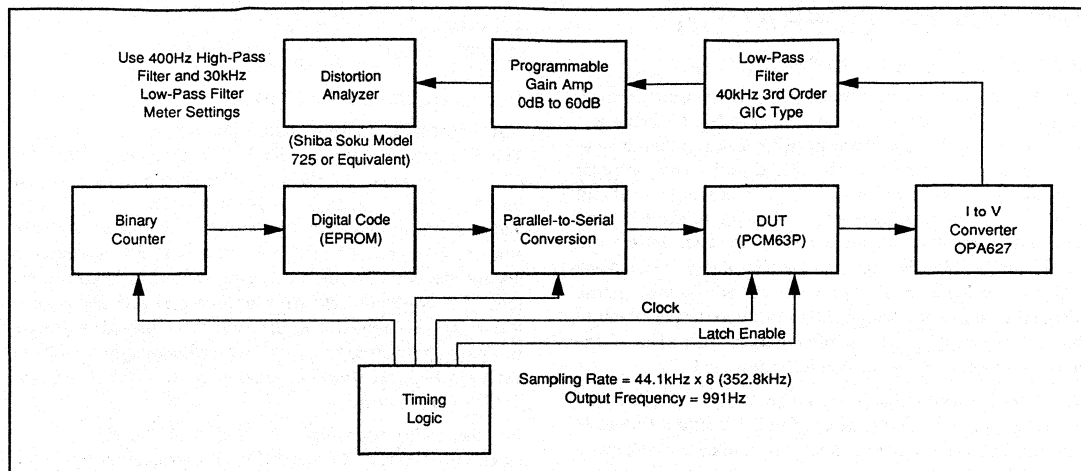 Use 400Hz High-Pass
Filter and 30kHz
Low-Pass Filter
Meter Settings
Distortion
Analyzer
(Shiba Soku Model
725 or Equivalent)
Programmable
Gain Amp
0dB to 60dB
Low-Pass
Filter
40kHz 3rd Order
GIC Type
Binary
Counter
Digital Code
(EPROM)
Parallel-to-Serial
Conversion
DUT
(PCM63P)
I to V
Converter
OPA627
Clock
Latch Enable
Timing
Logic
Sampling Rate = 44.1kHz x 8 (352.8kHz)
Output Frequency = 991Hz